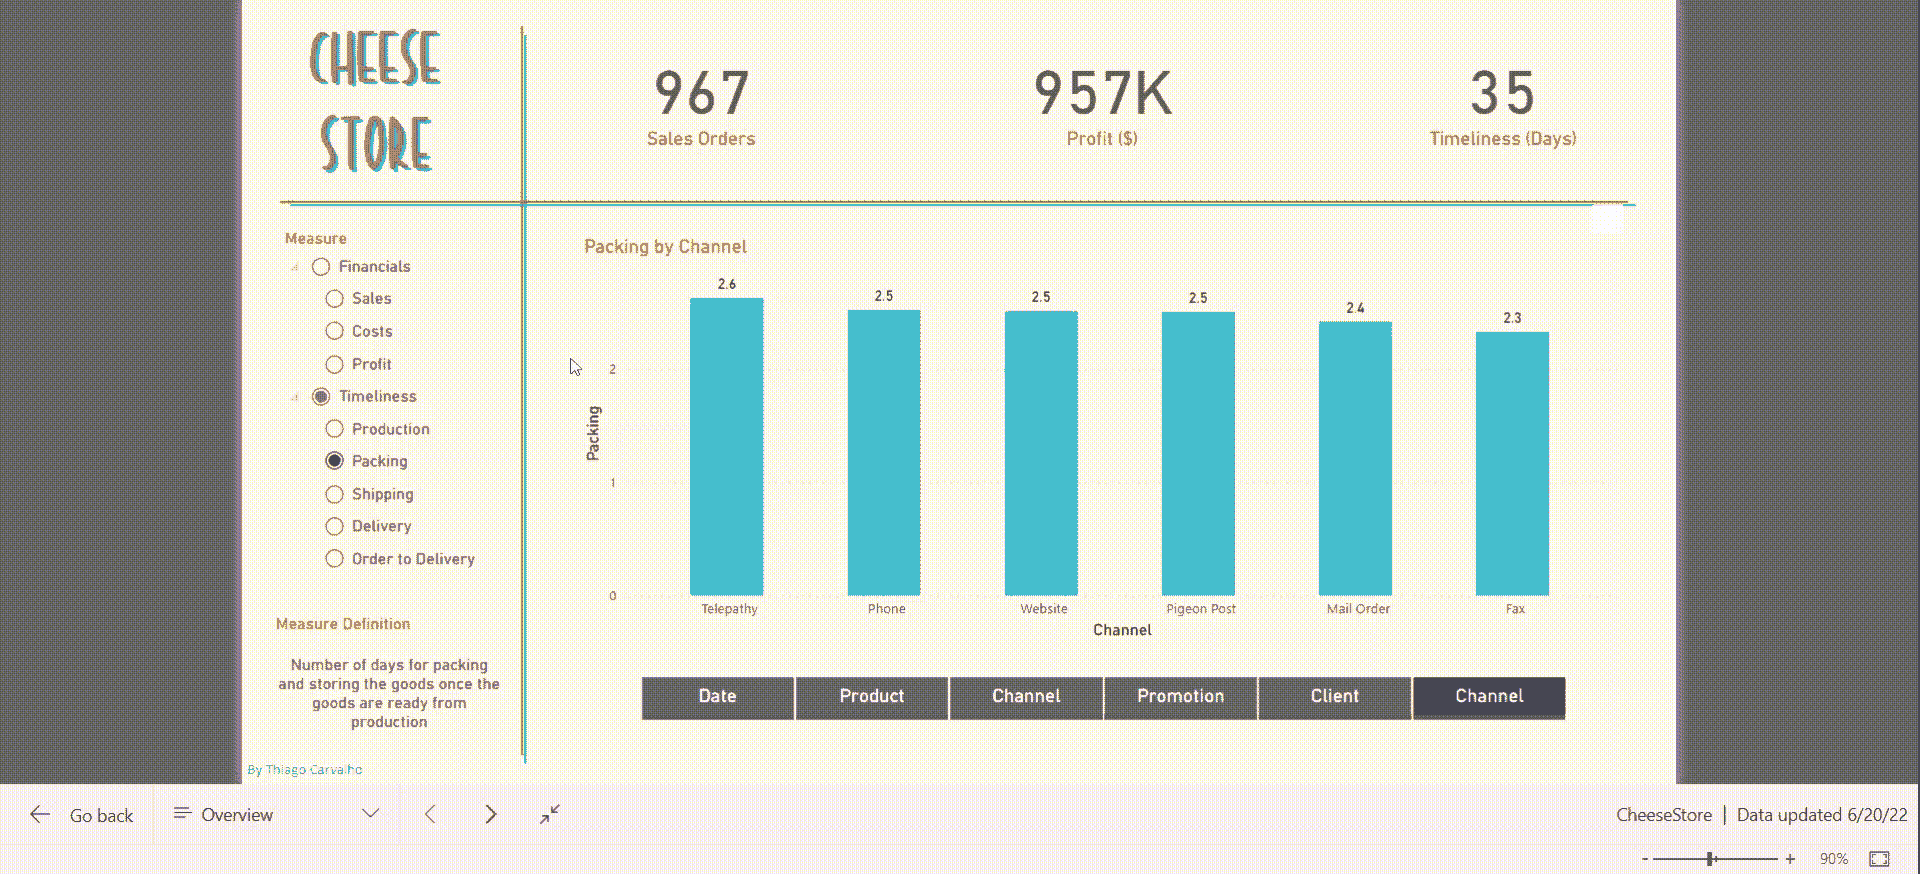 CHEESE
STORE
967
Sales Orders
957K
Profit ($)
35
Timeliness (Days)
Measure
Financials
Sales
Costs
Profit
Timeliness
Production
Packing
Shipping
Delivery
Order to Delivery
Measure Definition
Number of days for packing
and storing the goods once the
goods are ready from
production
By Thiago Carvalho
Packing by Channel
2.6
2.5
2.5
2.5
2.4
2.3
2
1
0
Packing
Telepathy
Phone
Website
Pigeon Post
Mail Order
Fax
Channel
Date
Product
Channel
Promotion
Client
Channel
Go back
Overview
CheeseStore | Data updated 6/20/22
- + 90%